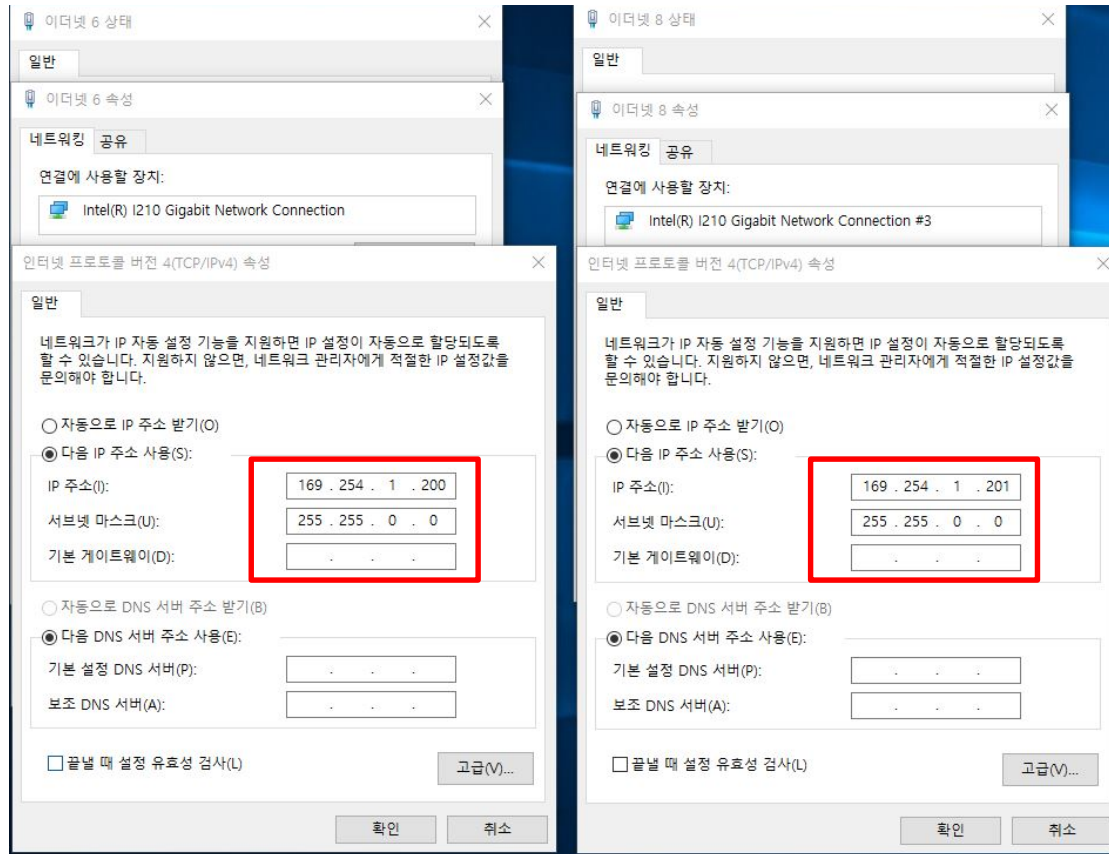 이더넷 6 상태
일반
이더넷 6 속성
네트워킹 공유
연결에 사용할 장치:
Intel(R) I210 Gigabit Network Connection
인터넷 프로토콜 버전 4(TCP/IPv4) 속성
일반
네트워크가 IP 자동 설정 기능을 지원하면 IP 설정이 자동으로 할당되도록
할 수 있습니다. 지원하지 않으면, 네트워크 관리자에게 적절한 IP 설정값을
문의해야 합니다.
자동으로 IP 주소 받기(O)
다음 IP 주소 사용(S):
IP 주소(I): 169 . 254 . 1 . 200
서브넷 마스크(U): 255 . 255 . 0 . 0
기본 게이트웨이(D): . . .
자동으로 DNS 서버 주소 받기(B)
다음 DNS 서버 주소 사용(E):
기본 설정 DNS 서버(P): . . .
보조 DNS 서버(A): . . .
끝낼 때 설정 유효성 검사(L)
고급(V)...
확인 취소
이더넷 8 상태
일반
이더넷 8 속성
네트워킹 공유
연결에 사용할 장치:
Intel(R) I210 Gigabit Network Connection #3
인터넷 프로토콜 버전 4(TCP/IPv4) 속성
일반
네트워크가 IP 자동 설정 기능을 지원하면 IP 설정이 자동으로 할당되도록
할 수 있습니다. 지원하지 않으면, 네트워크 관리자에게 적절한 IP 설정값을
문의해야 합니다.
자동으로 IP 주소 받기(O)
다음 IP 주소 사용(S):
IP 주소(I): 169 . 254 . 1 . 201
서브넷 마스크(U): 255 . 255 . 0 . 0
기본 게이트웨이(D): . . .
자동으로 DNS 서버 주소 받기(B)
다음 DNS 서버 주소 사용(E):
기본 설정 DNS 서버(P): . . .
보조 DNS 서버(A): . . .
끝낼 때 설정 유효성 검사(L)
고급(V)...
확인 취소